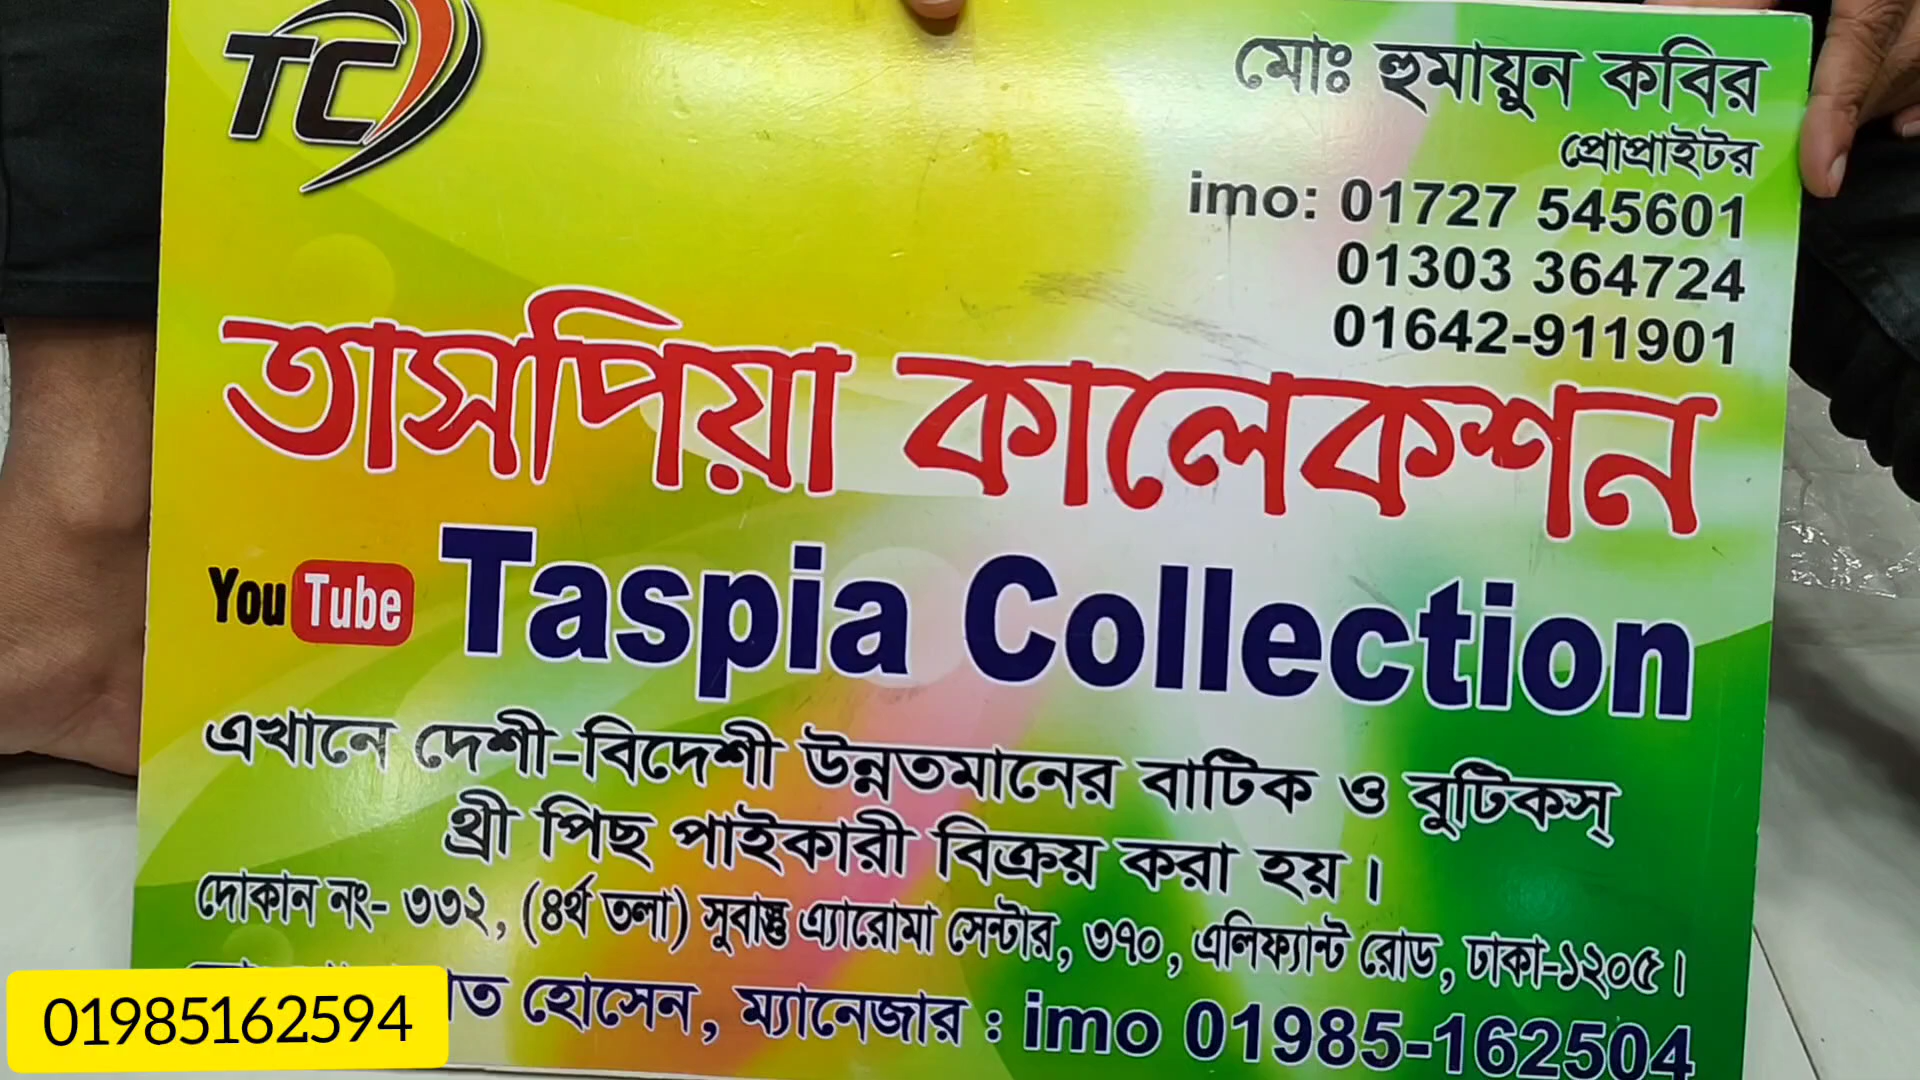 TC
মোঃ হুমায়ুন কবির
প্রোপ্রাইটর
imo: 01727 545601
01303 364724
01642-911901
তাসপিয়া কালেকশন
YouTube Taspia Collection
এখানে দেশী-বিদেশী উন্নতমানের বাটিক ও বুটিকস্
থ্রী পিছ পাইকারী বিক্রয় করা হয়।
দোকান নং- ৩৩২, (৪র্থ তলা) সুবাস্তু এ্যারোমা সেন্টার, ৩৭০, এলিফ্যান্ট রোড, ঢাকা-১২০৫।
হোসেন, ম্যানেজার : imo 01985-162504
01985162594